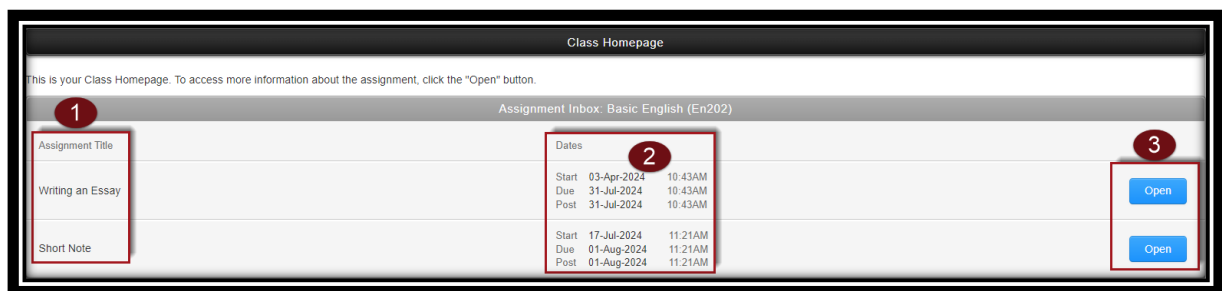 Class Homepage
This is your Class Homepage. To access more information about the assignment, click the "Open" button.
Assignment Inbox: Basic English (En202)
1
2
3
Assignment Title Dates
Writing an Essay
Start 03-Apr-2024 10:43AM
Due 31-Jul-2024 10:43AM
Post 31-Jul-2024 10:43AM
Open
Short Note
Start 17-Jul-2024 11:21AM
Due 01-Aug-2024 11:21AM
Post 01-Aug-2024 11:21AM
Open